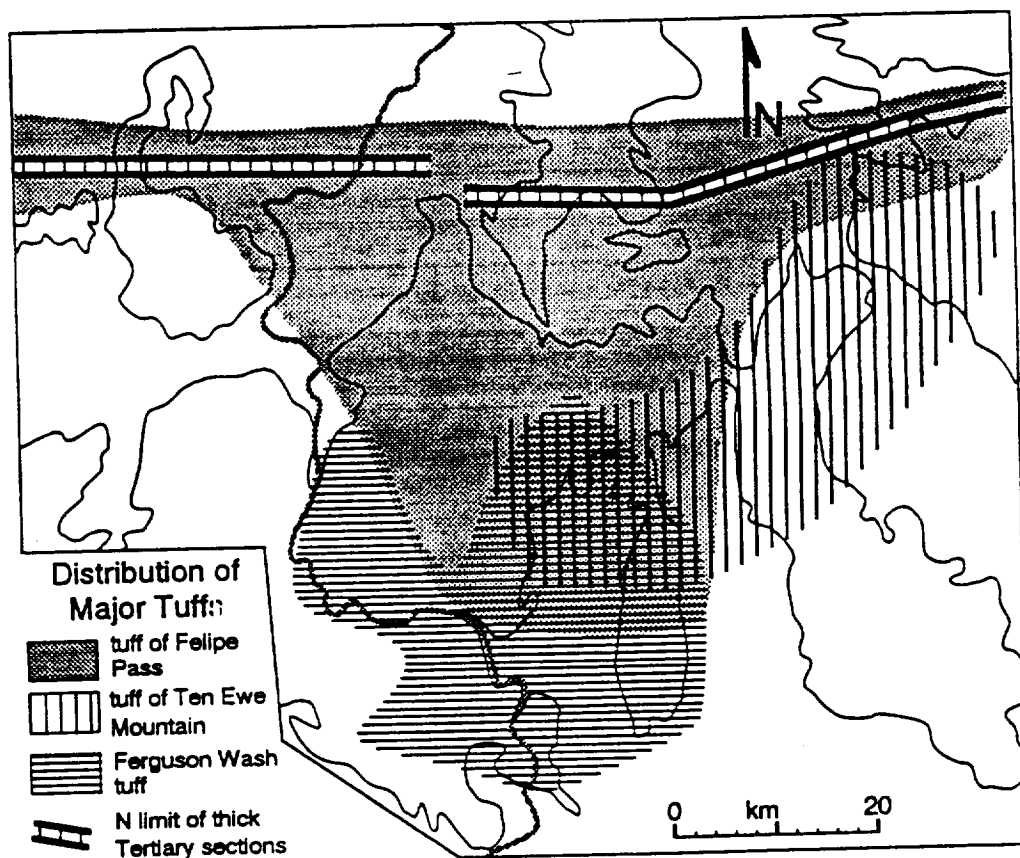 N
Distribution of
Major Tuffs
tuff of Felipe
Pass
tuff of Ten Ewe
Mountain
Ferguson Wash
tuff
N limit of thick
Tertiary sections
0 km 20